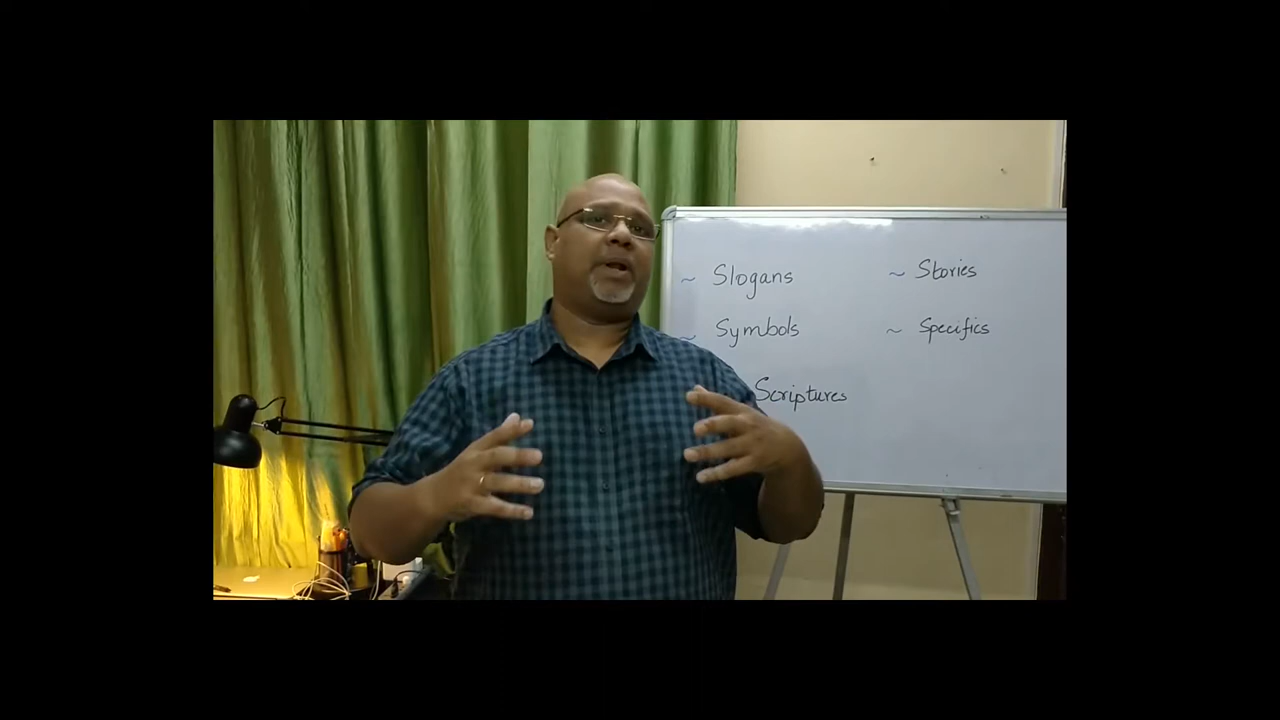 ~ Slogans
~ Symbols
Scriptures
~ Stories
~ Specifics